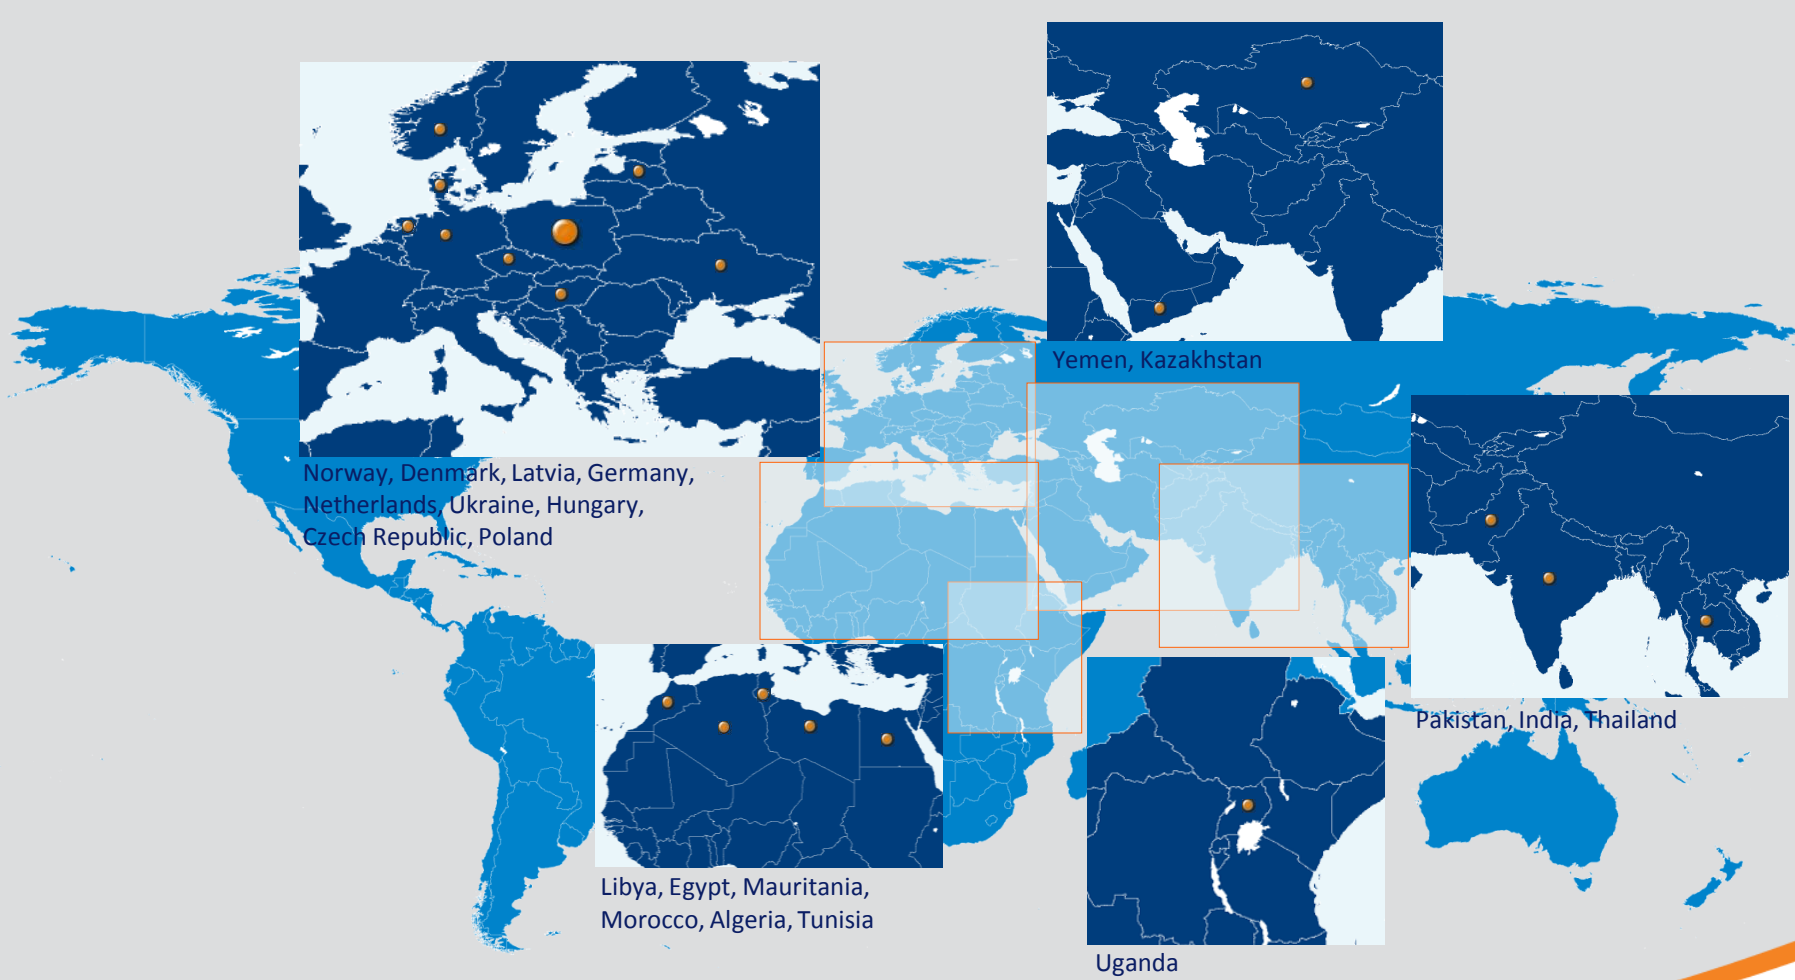 Yemen, Kazakhstan
Norway, Denmark, Latvia, Germany,
Netherlands, Ukraine, Hungary,
Czech Republic, Poland
Pakistan, India, Thailand
Libya, Egypt, Mauritania,
Morocco, Algeria, Tunisia
Uganda